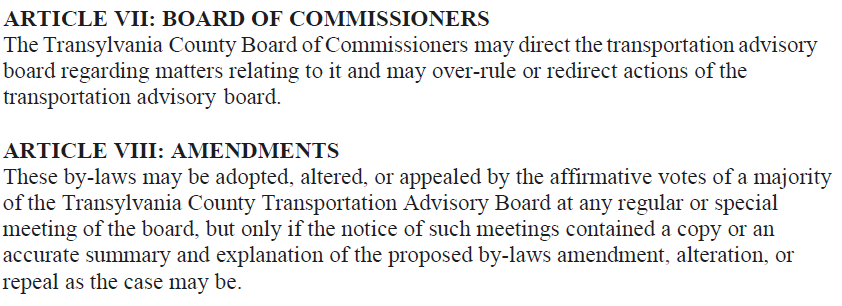 ARTICLE VII: BOARD OF COMMISSIONERS
The Transylvania County Board of Commissioners may direct the transportation advisory
board regarding matters relating to it and may over-rule or redirect actions of the
transportation advisory board.
ARTICLE VIII: AMENDMENTS
These by-laws may be adopted, altered, or appealed by the affirmative votes of a majority
of the Transylvania County Transportation Advisory Board at any regular or special
meeting of the board, but only if the notice of such meetings contained a copy or an
accurate summary and explanation of the proposed by-laws amendment, alteration, or
repeal as the case may be.